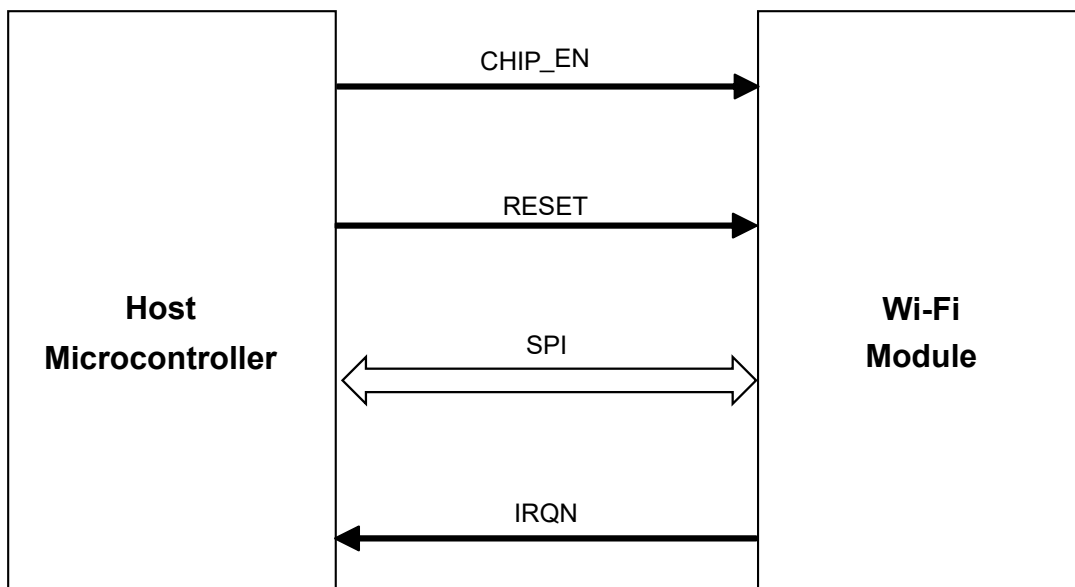 CHIP_EN
RESET
Host
Microcontroller
Wi-Fi
Module
SPI
IRQN